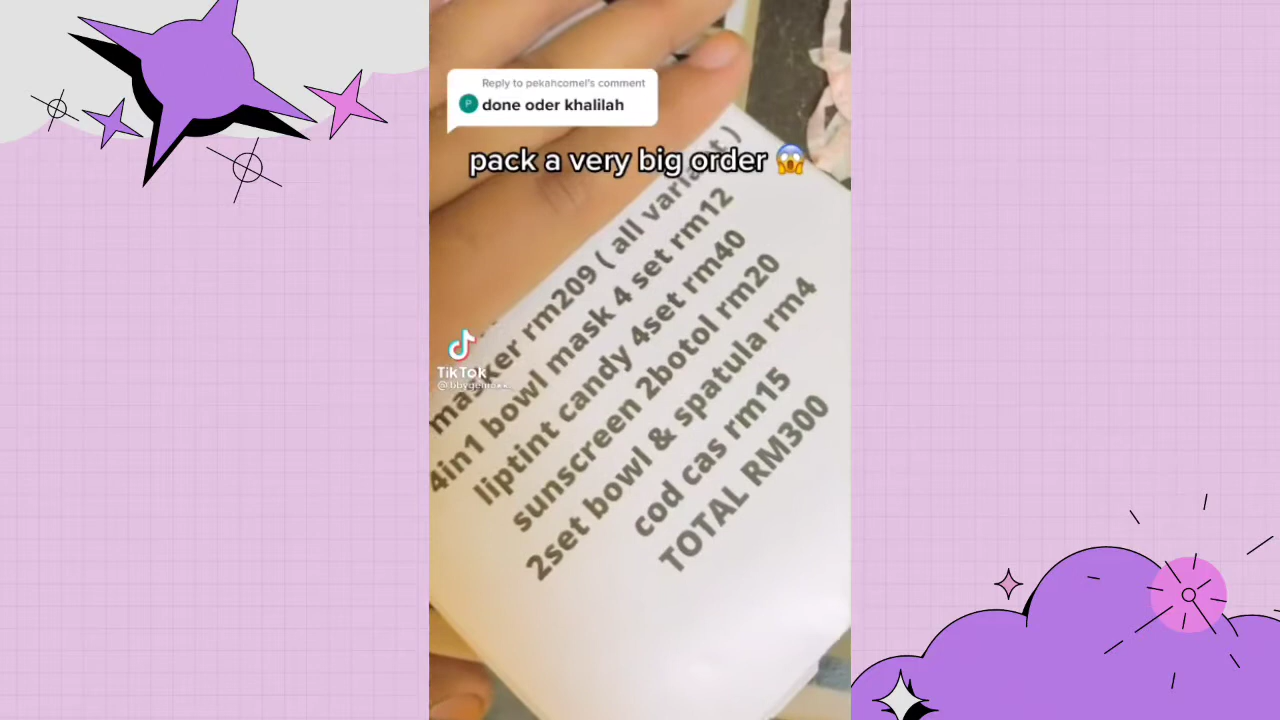 Reply to pekahcomel's comment
P
done oder khalilah
pack a very big order 😱
masker rm209 ( all variant )
4in1 bowl mask 4 set rm12
liptint candy 4set rm40
sunscreen 2botol rm20
2set bowl & spatula rm4
cod cas rm15
TOTAL RM300
TikTok